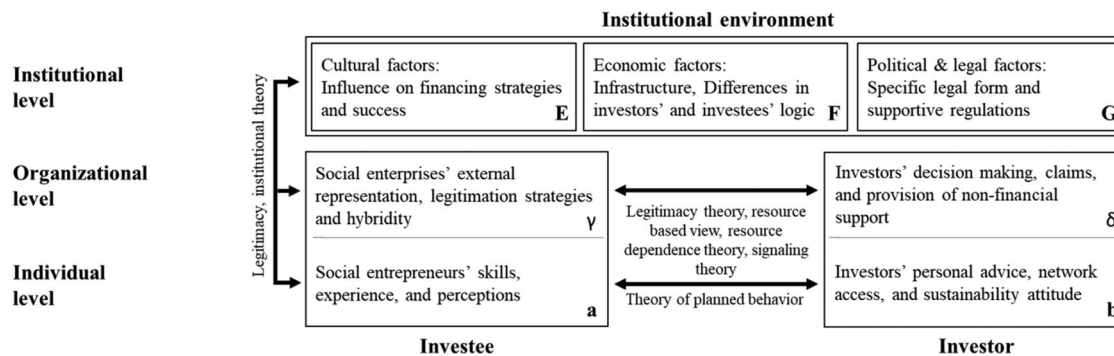 Institutional environment
Institutional
level
Cultural factors:
Influence on financing strategies
and success
E
Economic factors:
Infrastructure, Differences in
investors’ and investees’ logic
F
Political & legal factors:
Specific legal form and
supportive regulations
G
Legitimacy, institutional theory
Organizational
level
Social enterprises’ external
representation, legitimation strategies
and hybridity
γ
Legitimacy theory, resource
based view, resource
dependence theory, signaling
theory
Investors’ decision making, claims,
and provision of non-financial
support
δ
Individual
level
Social entrepreneurs’ skills,
experience, and perceptions
a
Theory of planned behavior
Investors’ personal advice, network
access, and sustainability attitude
b
Investee
Investor